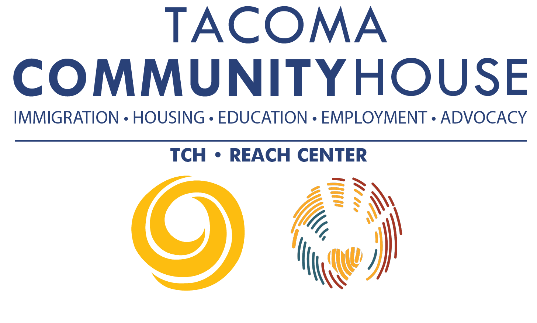 TACOMA
COMMUNITYHOUSE
IMMIGRATION • HOUSING • EDUCATION • EMPLOYMENT • ADVOCACY
TCH • REACH CENTER